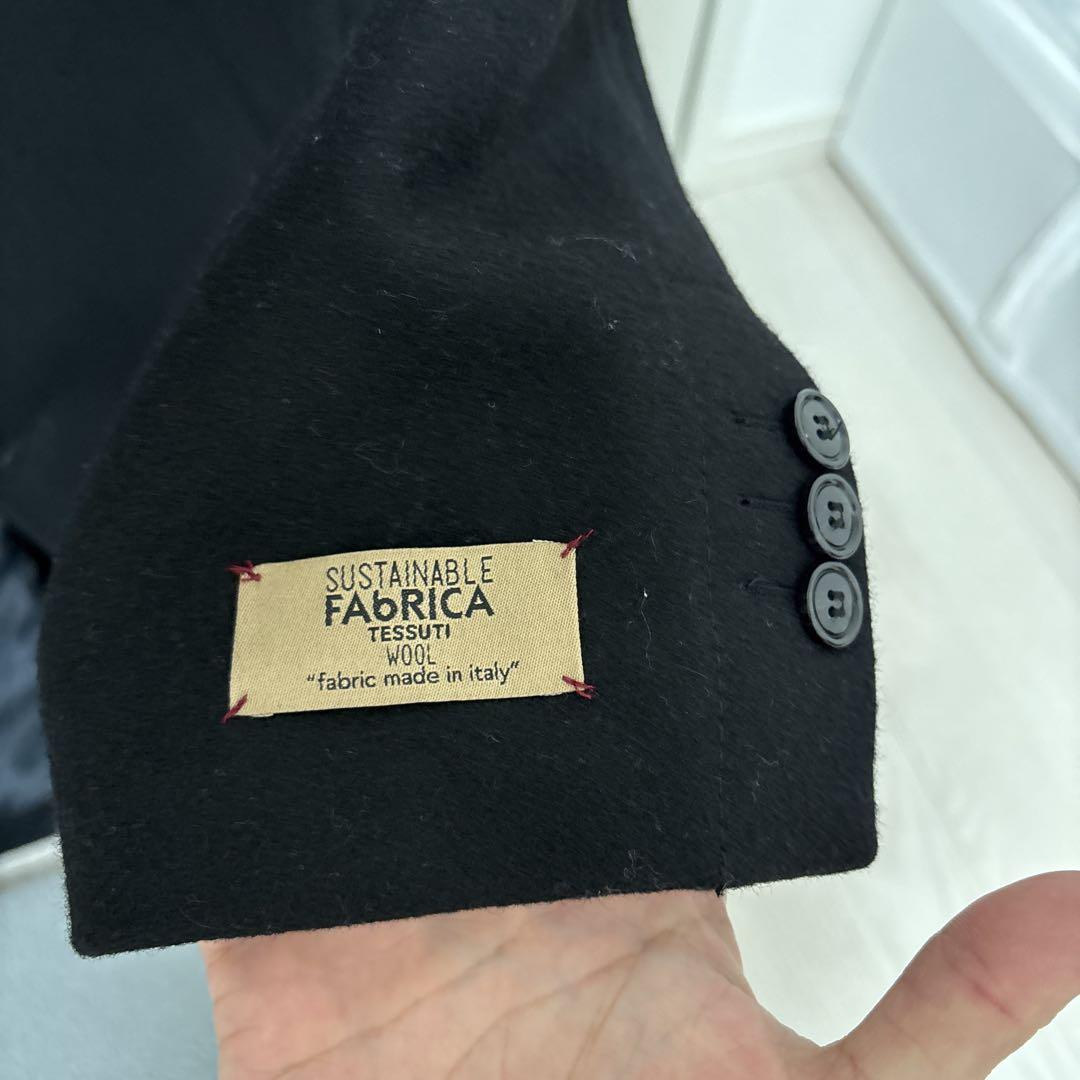 SUSTAINABLE
FAbRICA
TESSUTI
WOOL
"fabric made in italy"